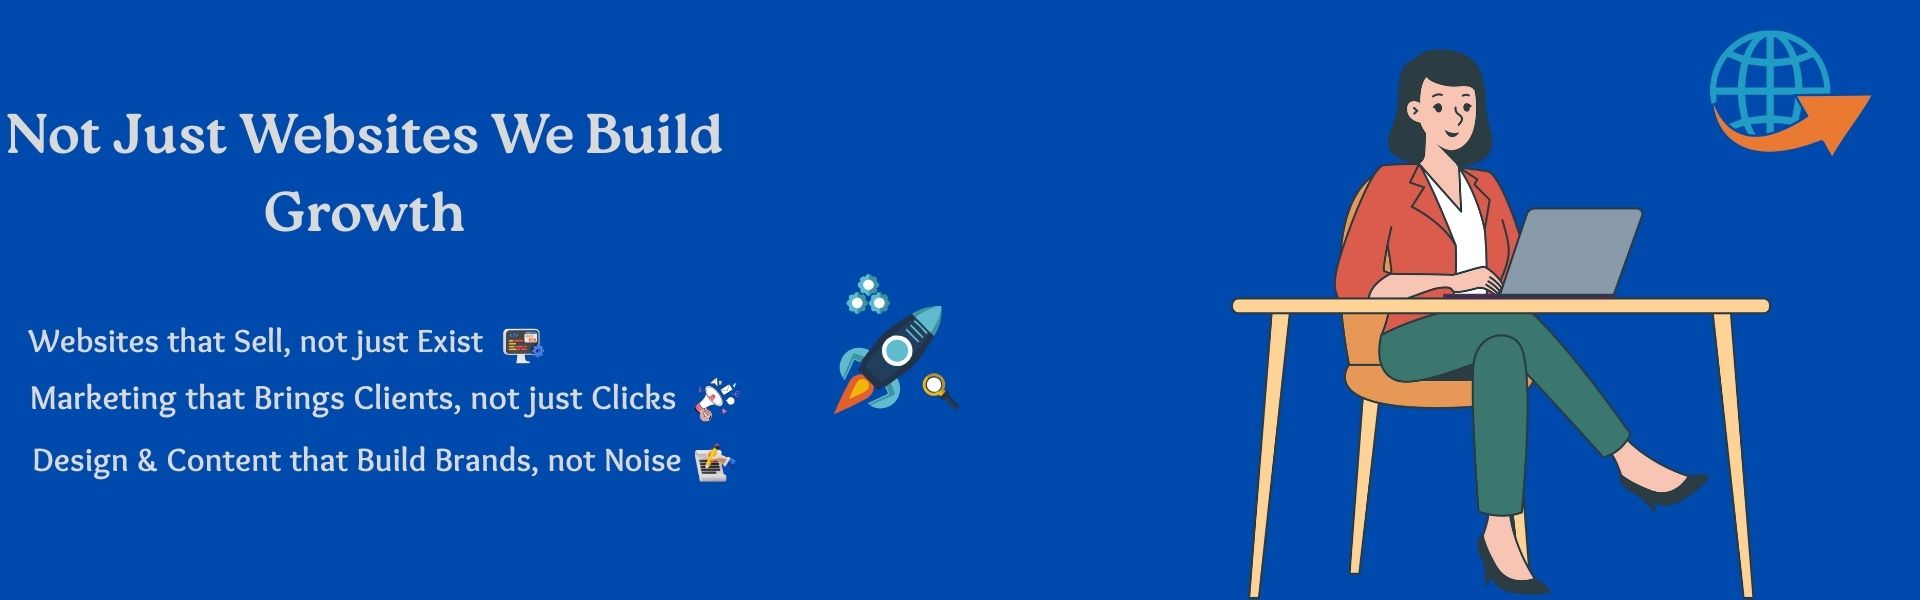 Not Just Websites We Build
Growth
Websites that Sell, not just Exist
Marketing that Brings Clients, not just Clicks
Design & Content that Build Brands, not Noise